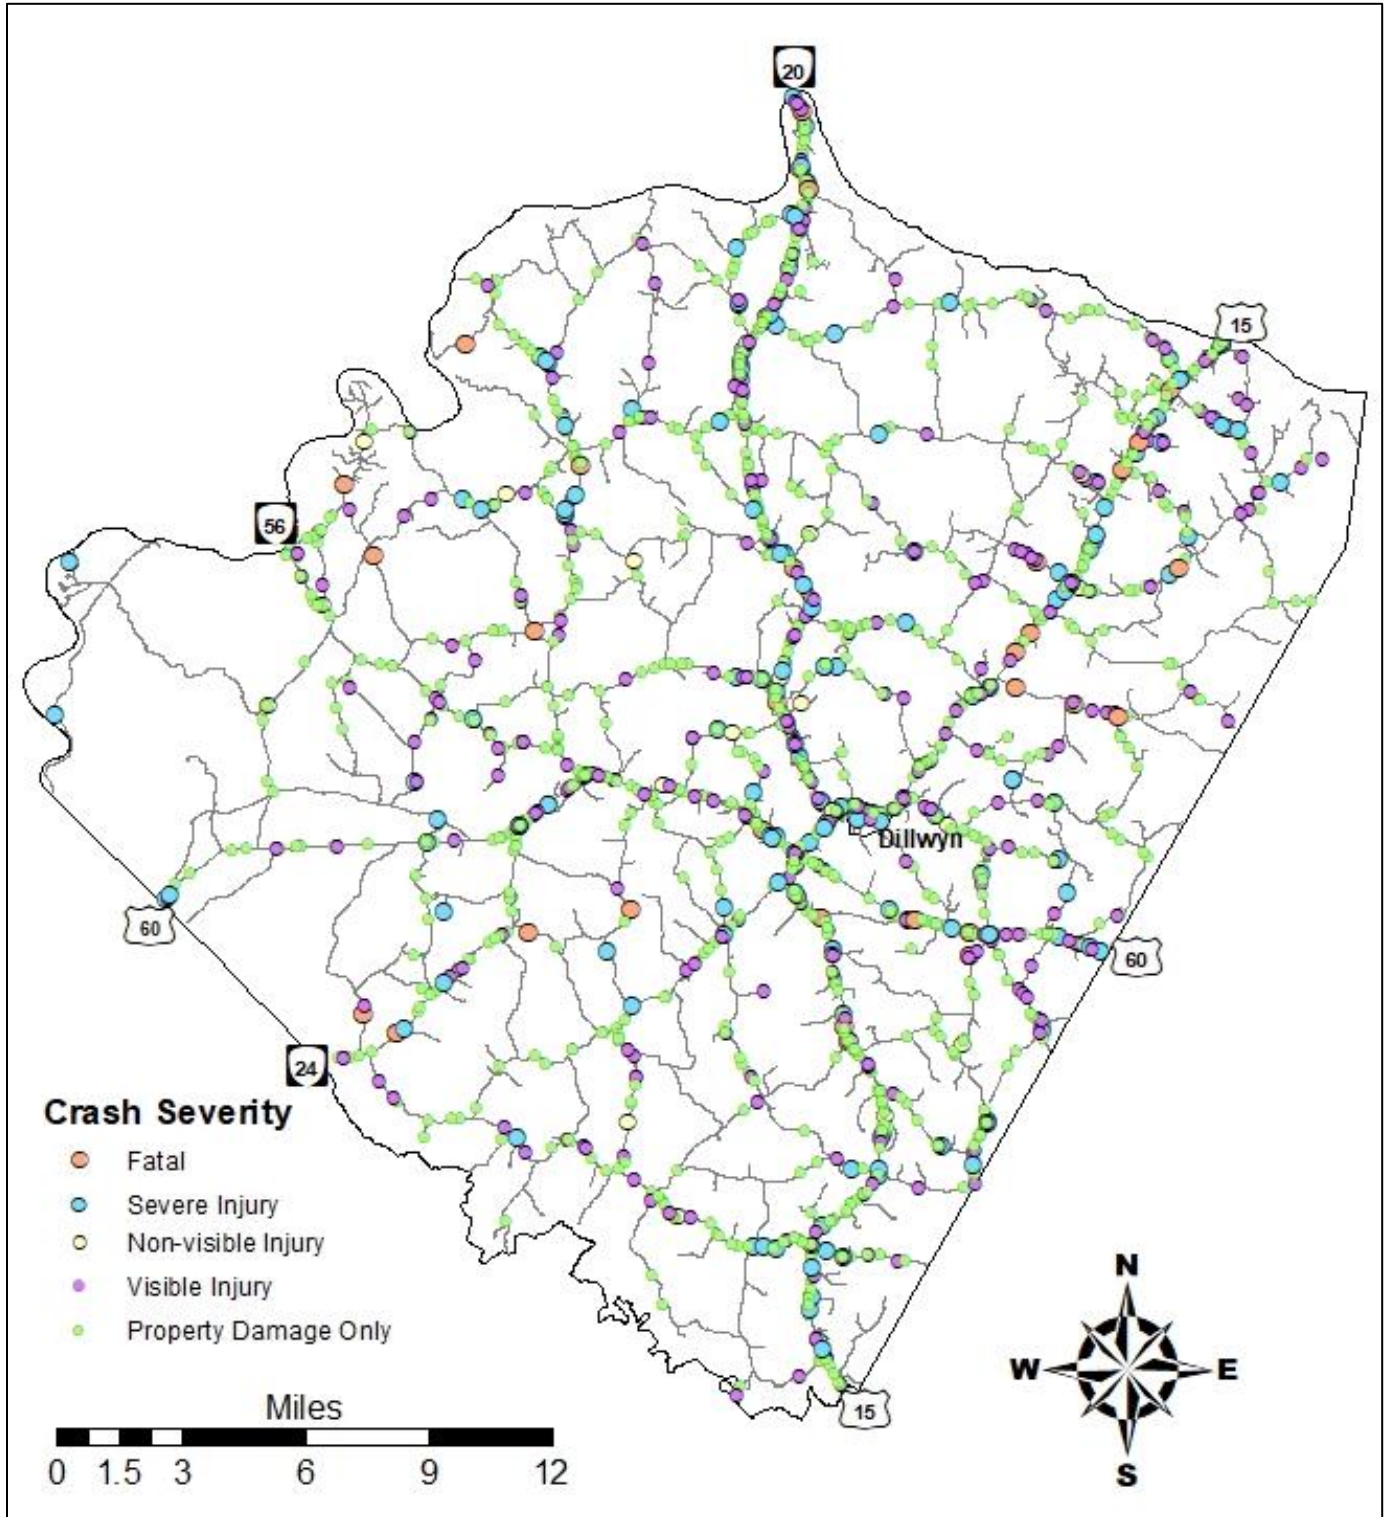 20
15
56
Dillwyn
60
60
24
Crash Severity
Fatal
Severe Injury
Non-visible Injury
Visible Injury
Property Damage Only
Miles
0 1.5 3 6 9 12
N
W E
S
15